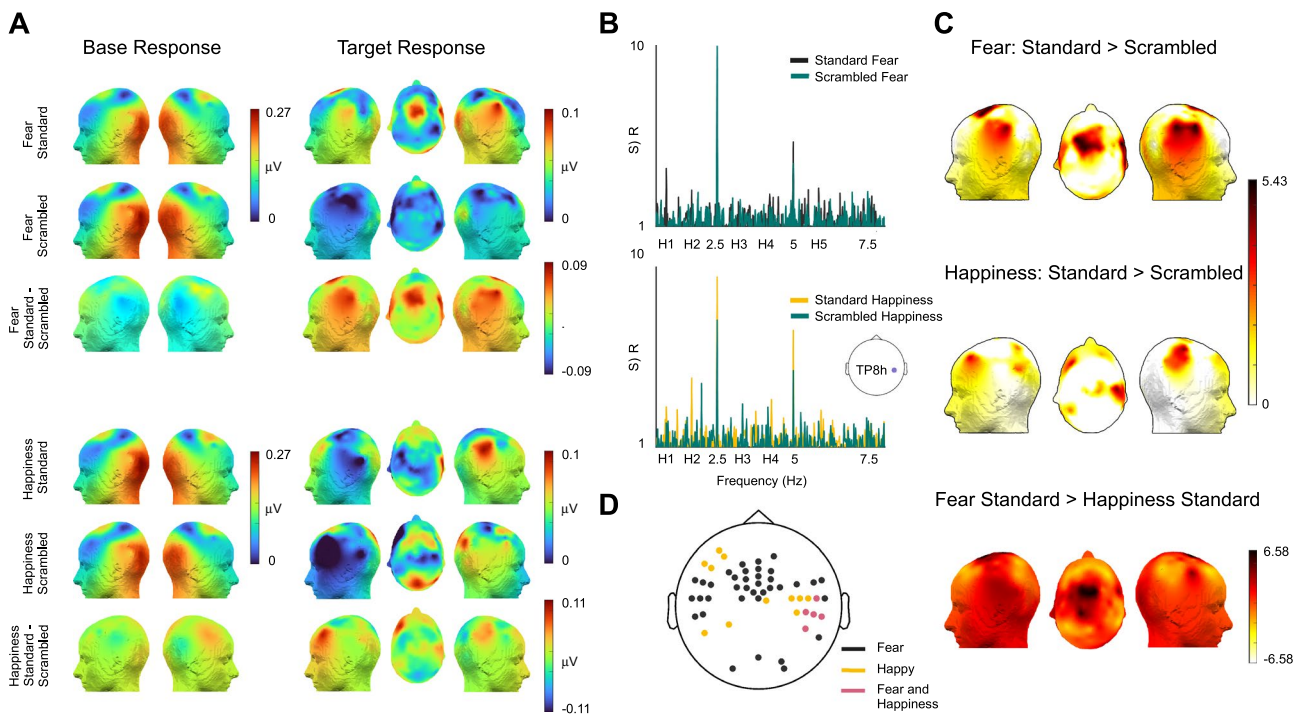 A
Base Response
Target Response
Fear
Standard
0.27
μV
0
0.1
μV
0
Fear
Scrambled
Fear
Standard -
Scrambled
0.09
.
-0.09
Happiness
Standard
0.27
μV
0
0.1
μV
0
Happiness
Scrambled
Happiness
Standard -
Scrambled
0.11
μV
-0.11
B
10
S) R
1
Standard Fear
Scrambled Fear
H1 H2 2.5 H3 H4 5 H5 7.5
10
S) R
1
Standard Happiness
Scrambled Happiness
TP8h
H1 H2 2.5 H3 H4 5 7.5
Frequency (Hz)
C
Fear: Standard > Scrambled
5.43
0
Happiness: Standard > Scrambled
Fear Standard > Happiness Standard
6.58
-6.58
D
Fear
Happy
Fear and
Happiness